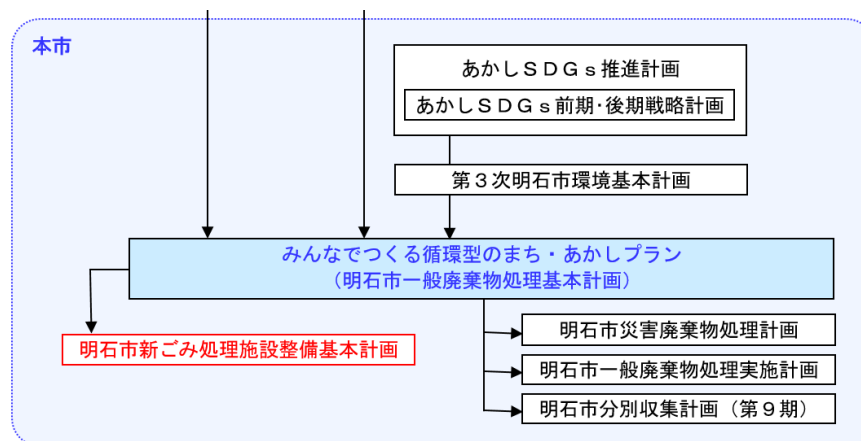 本市
あかしＳＤＧｓ推進計画
あかしＳＤＧｓ前期･後期戦略計画
第３次明石市環境基本計画
みんなでつくる循環型のまち・あかしプラン
（明石市一般廃棄物処理基本計画）
明石市新ごみ処理施設整備基本計画
明石市災害廃棄物処理計画
明石市一般廃棄物処理実施計画
明石市分別収集計画（第９期）